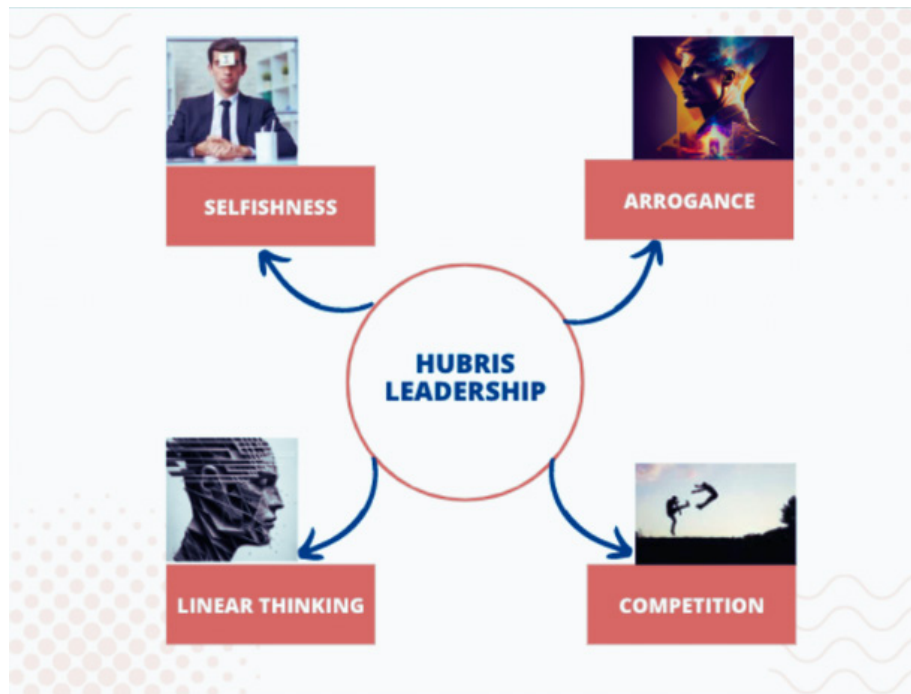 SELFISHNESS
ARROGANCE
HUBRIS
LEADERSHIP
LINEAR THINKING
COMPETITION